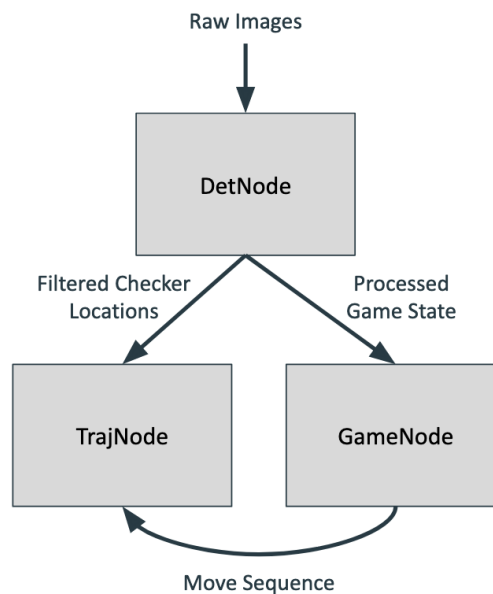 Raw Images
DetNode
Filtered Checker
Locations
Processed
Game State
TrajNode
GameNode
Move Sequence